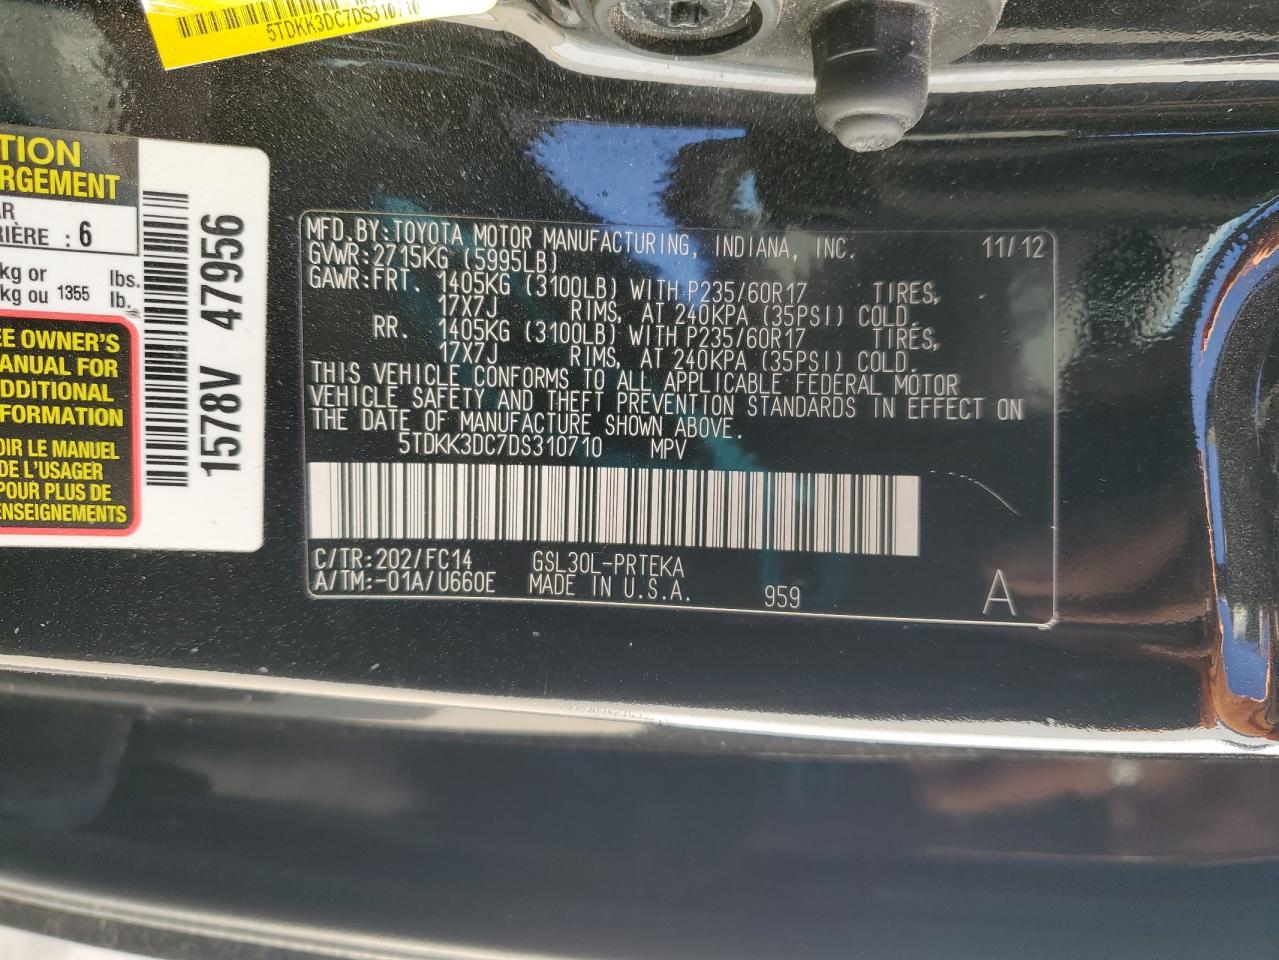 5TDKK3DC7DS310710
TION
RGEMENT
AR
RIÈRE : 6
kg or lbs.
kg ou 1355 lb.
EE OWNER'S
MANUAL FOR
ADDITIONAL
NFORMATION
OIR LE MANUEL
DE L'USAGER
POUR PLUS DE
ENSEIGNEMENTS
1578V 47956
MFD.BY:TOYOTA MOTOR MANUFACTURING, INDIANA, INC. 11/12
GVWR:2715KG (5995LB)
GAWR:FRT. 1405KG (3100LB) WITH P235/60R17 TIRES,
17X7J RIMS, AT 240KPA (35PSI) COLD.
RR. 1405KG (3100LB) WITH P235/60R17 TIRES,
17X7J RIMS, AT 240KPA (35PSI) COLD.
THIS VEHICLE CONFORMS TO ALL APPLICABLE FEDERAL MOTOR
VEHICLE SAFETY AND THEFT PREVENTION STANDARDS IN EFFECT ON
THE DATE OF MANUFACTURE SHOWN ABOVE.
5TDKK3DC7DS310710 MPV
C/TR:202/FC14 GSL30L-PRTEKA
A/TM:-01A/U660E MADE IN U.S.A. 959 A